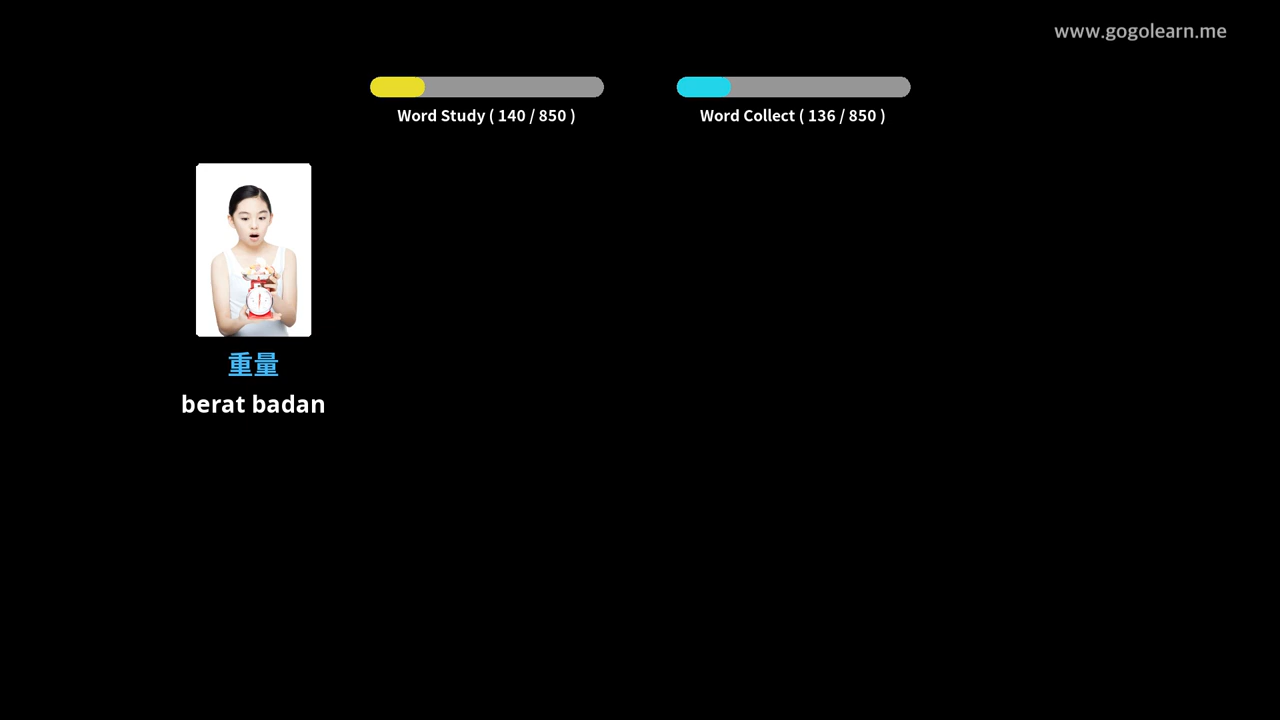 www.gogolearn.me
Word Study ( 140 / 850 )
Word Collect ( 136 / 850 )
重量
berat badan